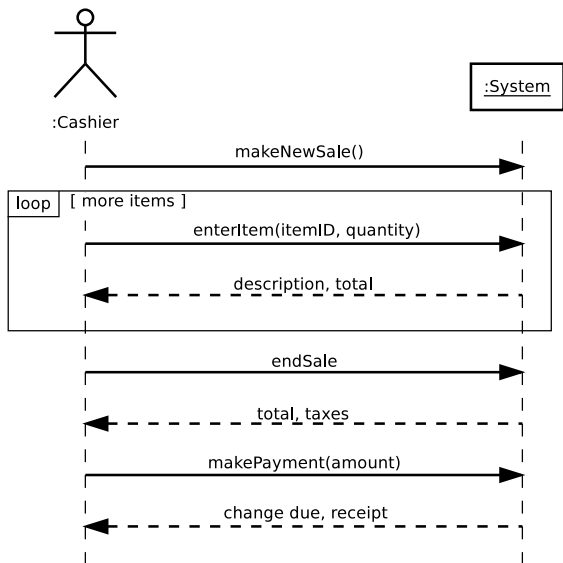 :System
:Cashier
makeNewSale()
loop
[ more items ]
enterItem(itemID, quantity)
description, total
endSale
total, taxes
makePayment(amount)
change due, receipt